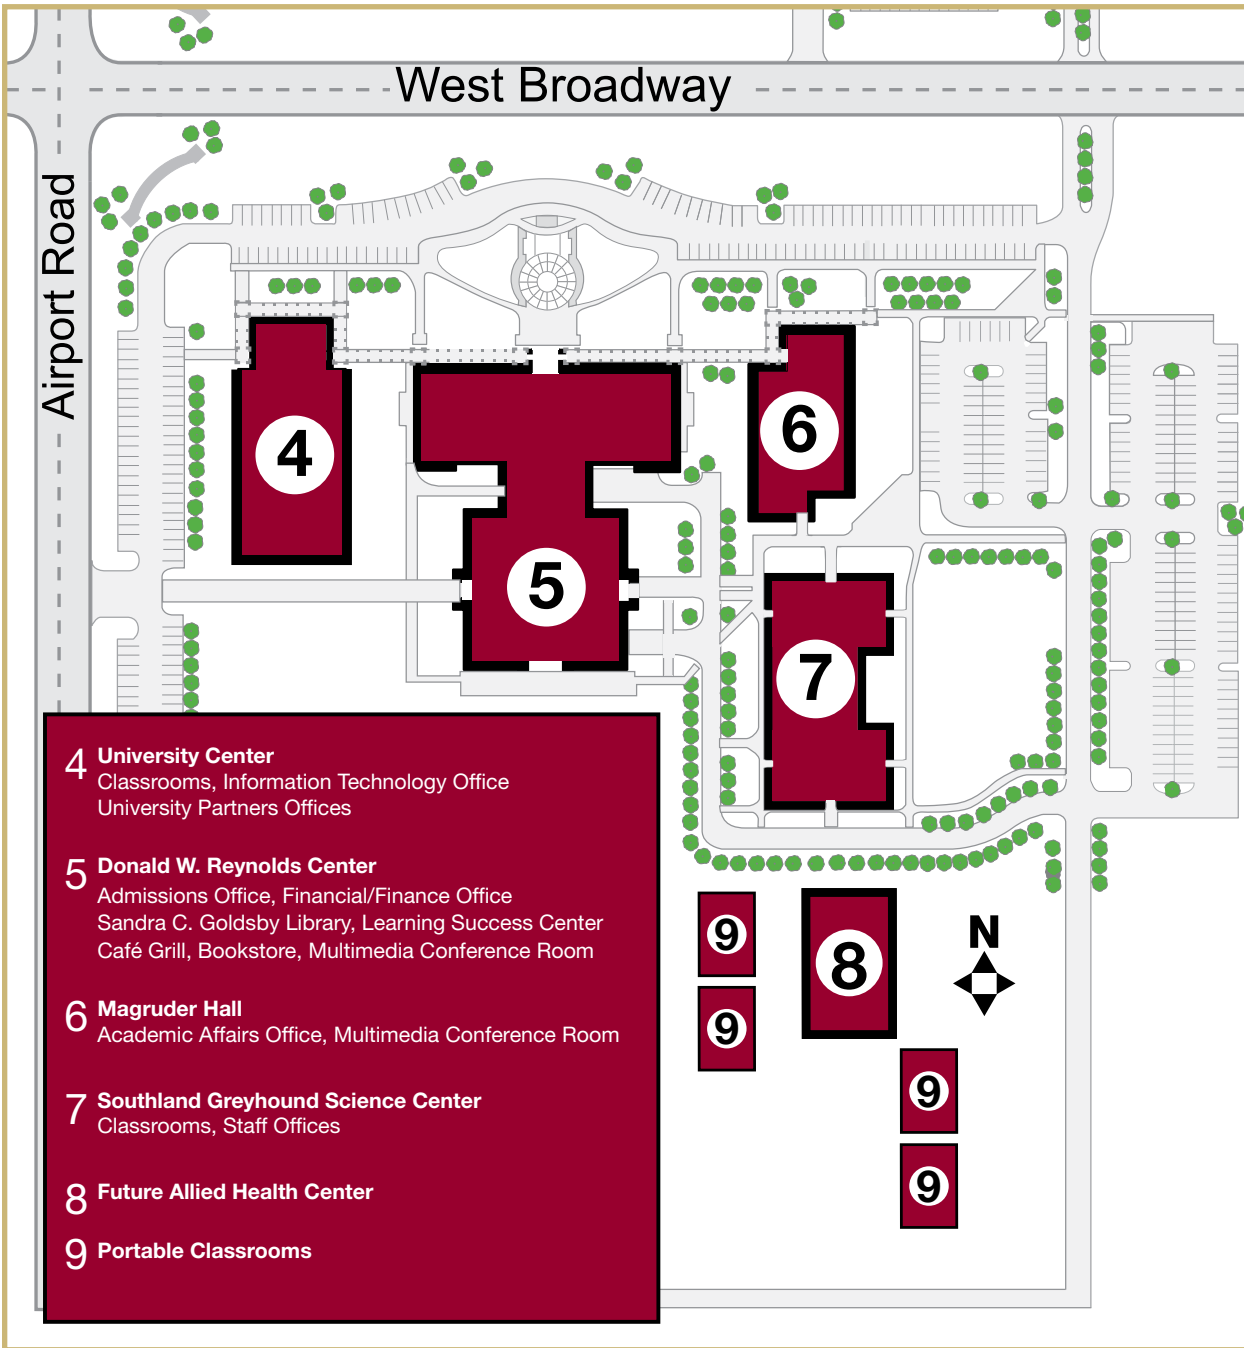 West Broadway
Airport Road
4
6
5
7
4 University Center
Classrooms, Information Technology Office
University Partners Offices
5 Donald W. Reynolds Center
Admissions Office, Financial/Finance Office
Sandra C. Goldsby Library, Learning Success Center
Café Grill, Bookstore, Multimedia Conference Room
6 Magruder Hall
Academic Affairs Office, Multimedia Conference Room
7 Southland Greyhound Science Center
Classrooms, Staff Offices
8 Future Allied Health Center
9 Portable Classrooms
9
8
N
9
9
9